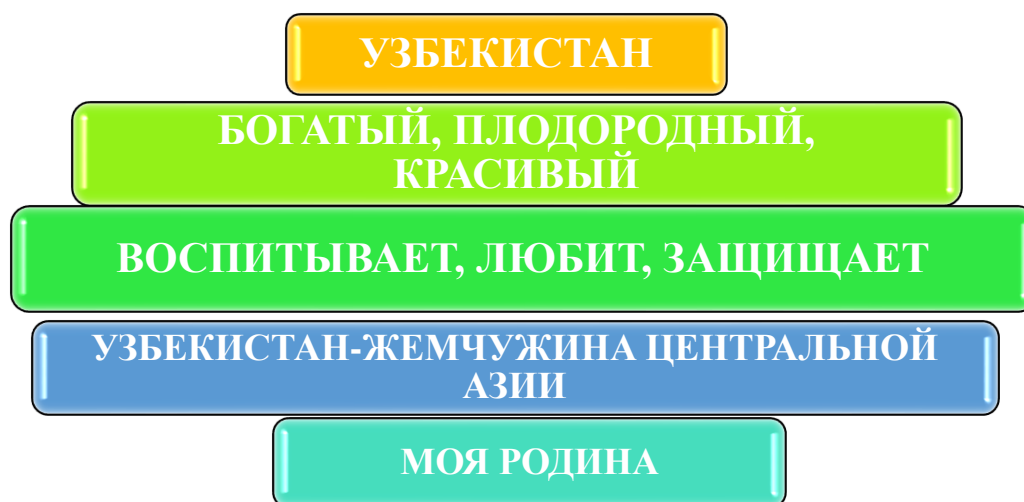 УЗБЕКИСТАН
БОГАТЫЙ, ПЛОДОРОДНЫЙ,
КРАСИВЫЙ
ВОСПИТЫВАЕТ, ЛЮБИТ, ЗАЩИЩАЕТ
УЗБЕКИСТАН-ЖЕМЧУЖИНА ЦЕНТРАЛЬНОЙ
АЗИИ
МОЯ РОДИНА